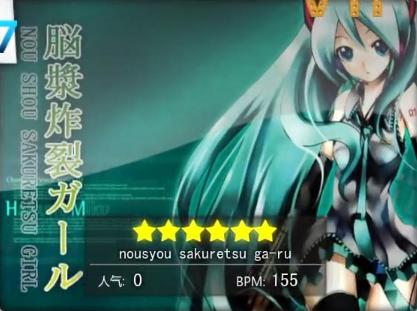 脳漿炸裂ガール
NOU SHOU SAKURETSU GIRL
nousyou sakuretsu ga-ru
人气: 0
BPM: 155